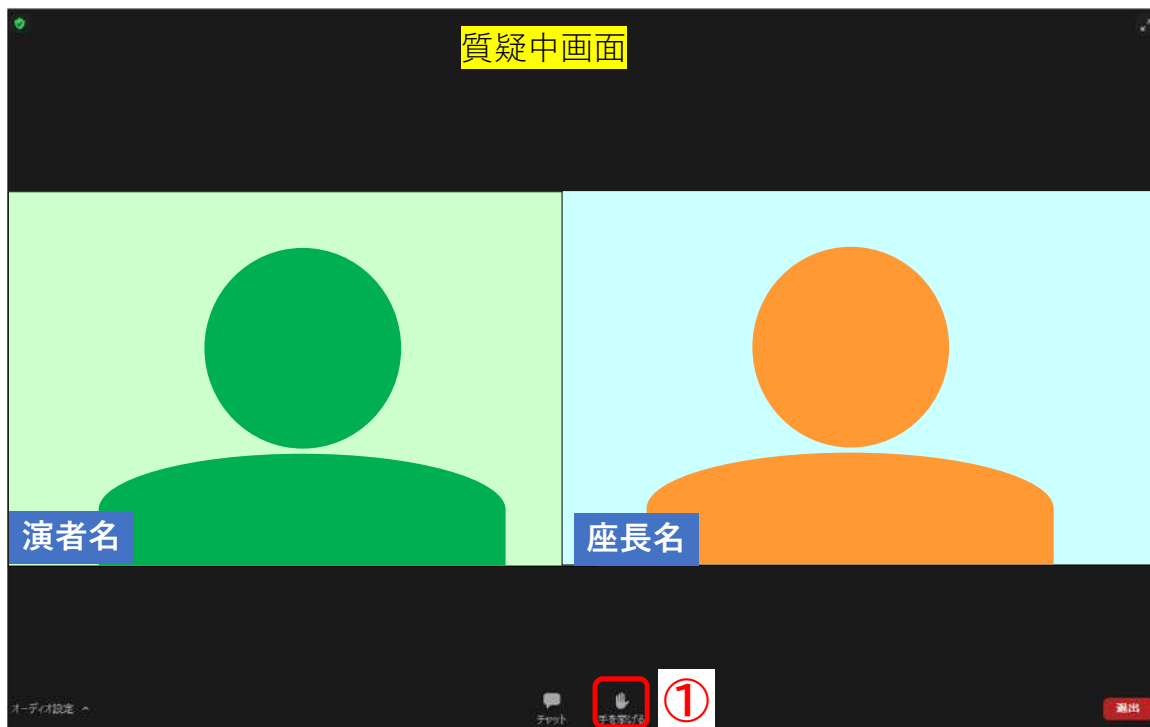 質疑中画面
演者名
座長名
オーディオ設定 ^
チャット
手を挙げる
①
退出